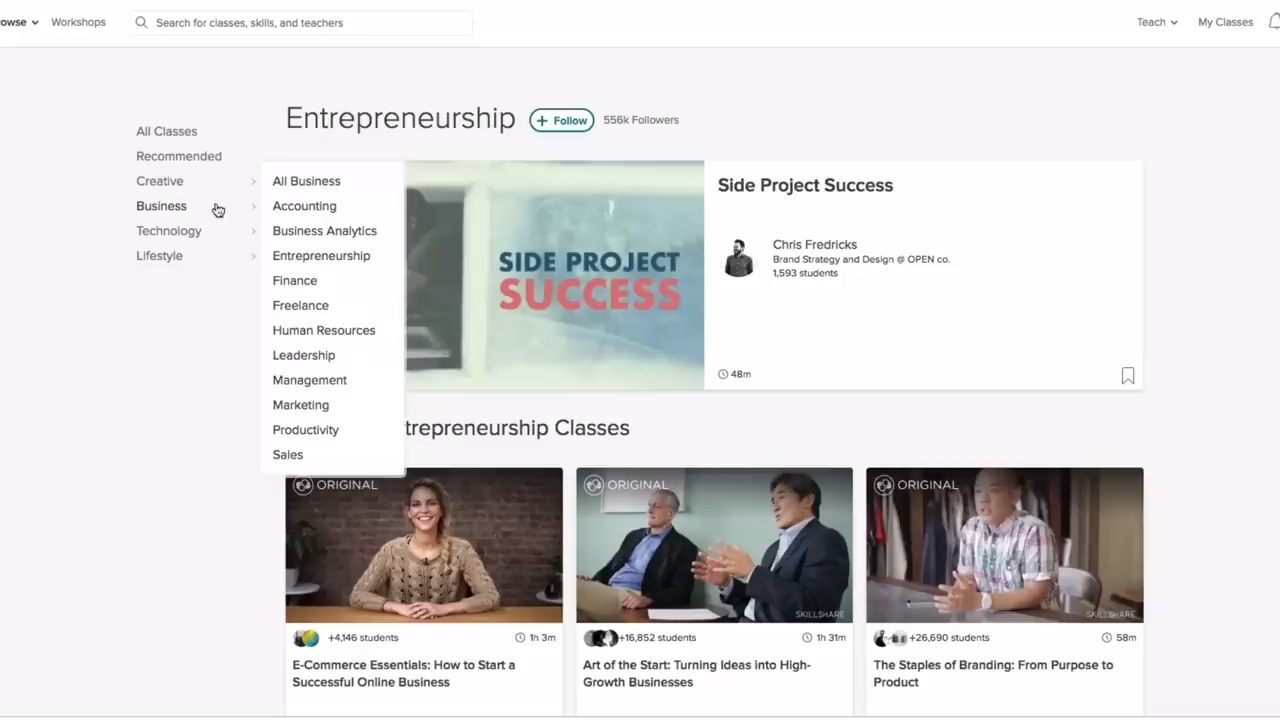 owse
Workshops
Search for classes, skills, and teachers
Teach
My Classes
Entrepreneurship
+ Follow
556k Followers
All Classes
Recommended
Creative
Business
Technology
Lifestyle
All Business
Accounting
Business Analytics
Entrepreneurship
Finance
Freelance
Human Resources
Leadership
Management
Marketing
Productivity
Sales
SIDE PROJECT
SUCCESS
Side Project Success
Chris Fredricks
Brand Strategy and Design @ OPEN co.
1,593 students
48m
trepreneurship Classes
ORIGINAL
+4,146 students
1h 3m
E-Commerce Essentials: How to Start a
Successful Online Business
ORIGINAL
SKILLSHARE
+16,852 students
1h 31m
Art of the Start: Turning Ideas into High-
Growth Businesses
ORIGINAL
SKILLSHARE
+26,690 students
58m
The Staples of Branding: From Purpose to
Product